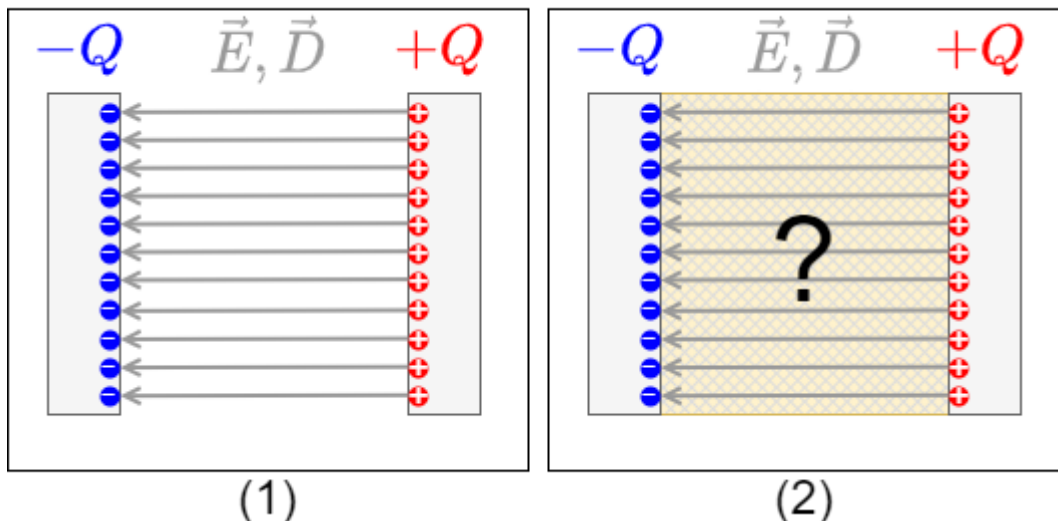 −Q E⃗, D⃗ +Q
−Q E⃗, D⃗ +Q
?
(1)
(2)